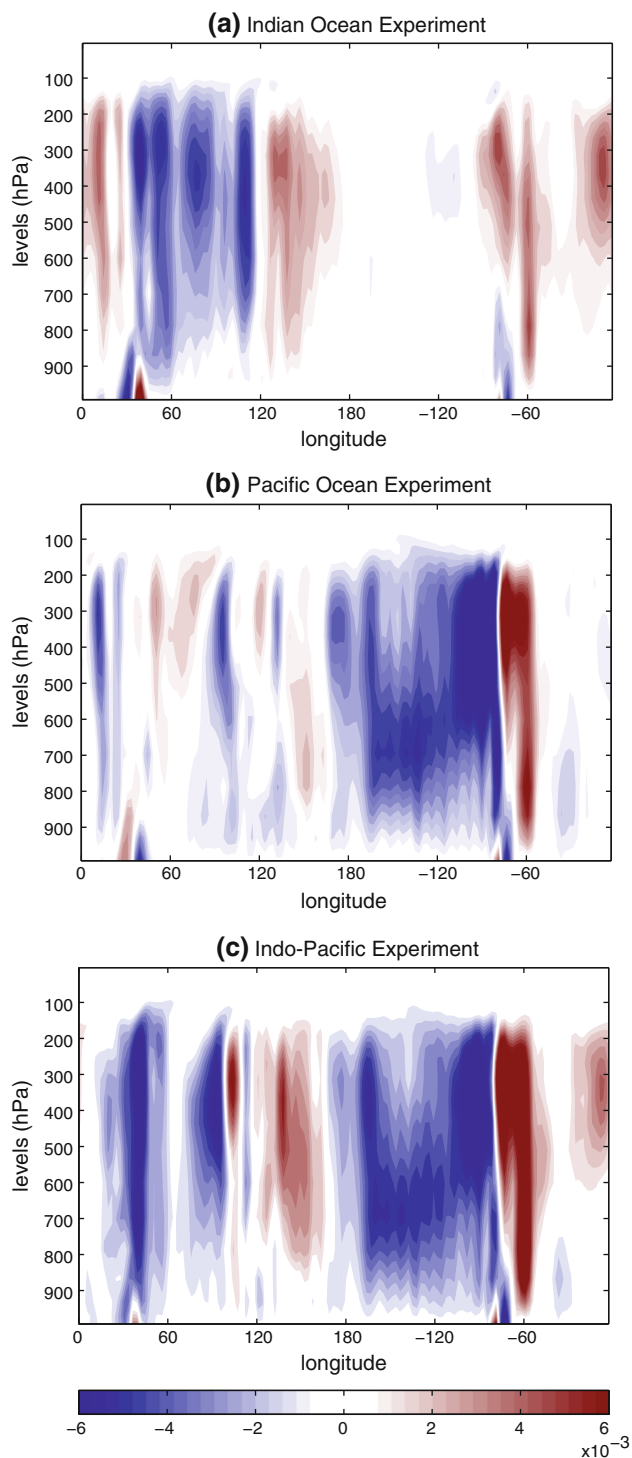 (a) Indian Ocean Experiment
100
200
300
400
500
600
700
800
900
levels (hPa)
0 60 120 180 −120 −60
longitude
(b) Pacific Ocean Experiment
100
200
300
400
500
600
700
800
900
levels (hPa)
0 60 120 180 −120 −60
longitude
(c) Indo-Pacific Experiment
100
200
300
400
500
600
700
800
900
levels (hPa)
0 60 120 180 −120 −60
longitude
−6 −4 −2 0 2 4 6
x10⁻³